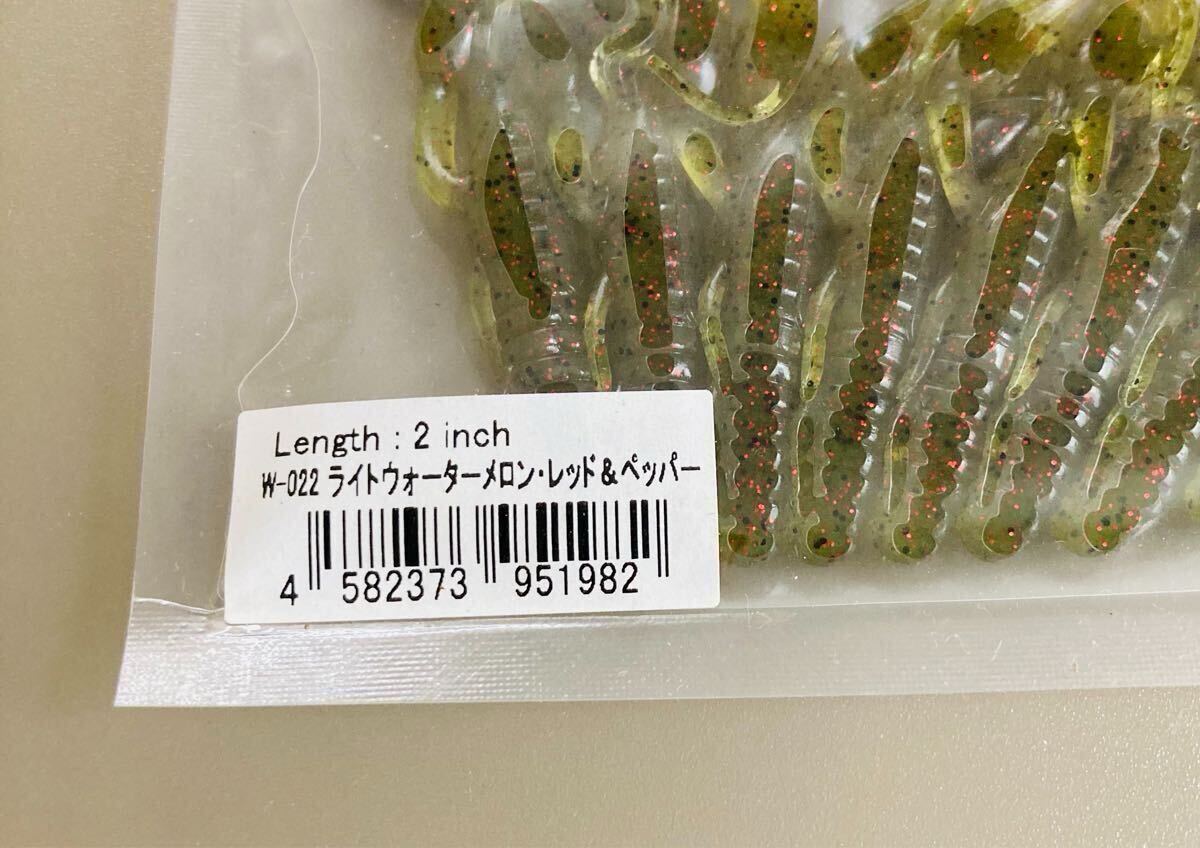 Length : 2 inch
W-022 ライトウォーターメロン・レッド&ペッパー
4 582373 951982